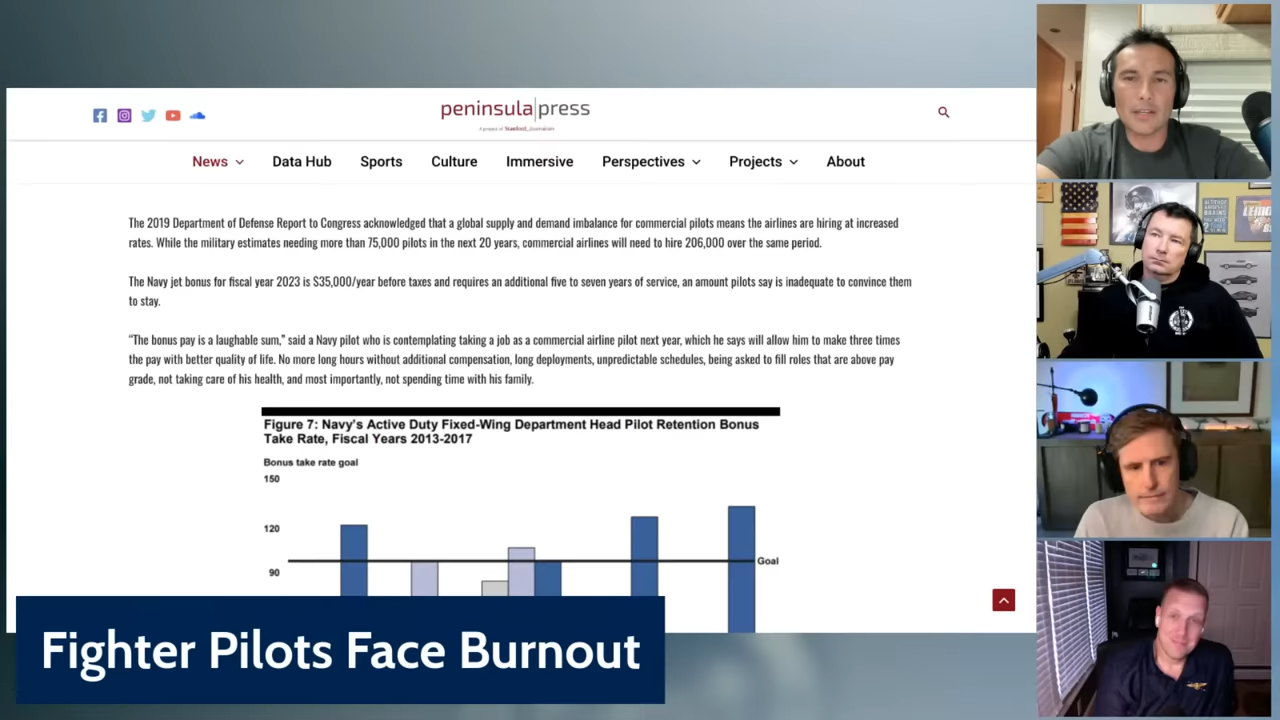 peninsula|press
A project of Stanford_Journalism
News
Data Hub
Sports
Culture
Immersive
Perspectives
Projects
About
The 2019 Department of Defense Report to Congress acknowledged that a global supply and demand imbalance for commercial pilots means the airlines are hiring at increased
rates. While the military estimates needing more than 75,000 pilots in the next 20 years, commercial airlines will need to hire 206,000 over the same period.
The Navy jet bonus for fiscal year 2023 is $35,000/year before taxes and requires an additional five to seven years of service, an amount pilots say is inadequate to convince them
to stay.
“The bonus pay is a laughable sum,” said a Navy pilot who is contemplating taking a job as a commercial airline pilot next year, which he says will allow him to make three times
the pay with better quality of life. No more long hours without additional compensation, long deployments, unpredictable schedules, being asked to fill roles that are above pay
grade, not taking care of his health, and most importantly, not spending time with his family.
Figure 7: Navy's Active Duty Fixed-Wing Department Head Pilot Retention Bonus
Take Rate, Fiscal Years 2013-2017
Bonus take rate goal
150
120
Goal
90
Fighter Pilots Face Burnout